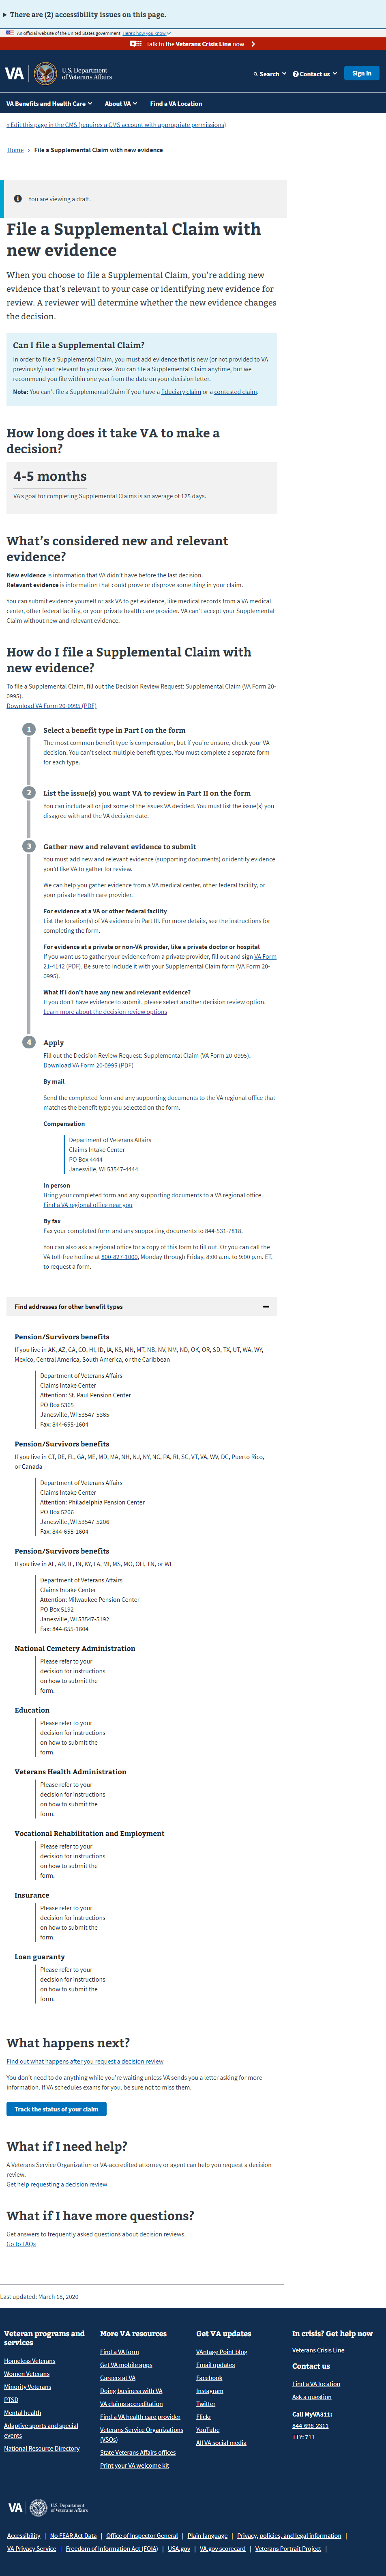 There are (2) accessibility issues on this page.
An official website of the United States government Here's how you know
Talk to the Veterans Crisis Line now
VA U.S. Department of Veterans Affairs
Search Contact us Sign in
VA Benefits and Health Care About VA Find a VA Location
« Edit this page in the CMS (requires a CMS account with appropriate permissions)
Home › File a Supplemental Claim with new evidence
You are viewing a draft.
File a Supplemental Claim with
new evidence
When you choose to file a Supplemental Claim, you're adding new
evidence that's relevant to your case or identifying new evidence for
review. A reviewer will determine whether the new evidence changes
the decision.
Can I file a Supplemental Claim?
In order to file a Supplemental Claim, you must add evidence that is new (or not provided to VA
previously) and relevant to your case. You can file a Supplemental Claim anytime, but we
recommend you file within one year from the date on your decision letter.
Note: You can't file a Supplemental Claim if you have a fiduciary claim or a contested claim.
How long does it take VA to make a
decision?
4-5 months
VA's goal for completing Supplemental Claims is an average of 125 days.
What's considered new and relevant
evidence?
New evidence is information that VA didn't have before the last decision.
Relevant evidence is information that could prove or disprove something in your claim.
You can submit evidence yourself or ask VA to get evidence, like medical records from a VA medical
center, other federal facility, or your private health care provider. VA can't accept your Supplemental
Claim without new and relevant evidence.
How do I file a Supplemental Claim with
new evidence?
To file a Supplemental Claim, fill out the Decision Review Request: Supplemental Claim (VA Form 20-
0995).
Download VA Form 20-0995 (PDF)
1 Select a benefit type in Part I on the form
The most common benefit type is compensation, but if you're unsure, check your VA
decision. You can't select multiple benefit types. You must complete a separate form
for each type.
2 List the issue(s) you want VA to review in Part II on the form
You can include all or just some of the issues VA decided. You must list the issue(s) you
disagree with and the VA decision date.
3 Gather new and relevant evidence to submit
You must add new and relevant evidence (supporting documents) or identify evidence
you'd like VA to gather for review.
We can help you gather evidence from a VA medical center, other federal facility, or
your private health care provider.
For evidence at a VA or other federal facility
List the location(s) of VA evidence in Part III. For more details, see the instructions for
completing the form.
For evidence at a private or non-VA provider, like a private doctor or hospital
If you want us to gather your evidence from a private provider, fill out and sign VA Form
21-4142 (PDF). Be sure to include it with your Supplemental Claim form (VA Form 20-
0995).
What if I don't have any new and relevant evidence?
If you don't have evidence to submit, please select another decision review option.
Learn more about the decision review options
4 Apply
Fill out the Decision Review Request: Supplemental Claim (VA Form 20-0995).
Download VA Form 20-0995 (PDF)
By mail
Send the completed form and any supporting documents to the VA regional office that
matches the benefit type you selected on the form.
Compensation
Department of Veterans Affairs
Claims Intake Center
PO Box 4444
Janesville, WI 53547-4444
In person
Bring your completed form and any supporting documents to a VA regional office.
Find a VA regional office near you
By fax
Fax your completed form and any supporting documents to 844-531-7818.
You can also ask a regional office for a copy of this form to fill out. Or you can call the
VA toll-free hotline at 800-827-1000, Monday through Friday, 8:00 a.m. to 9:00 p.m. ET,
to request a form.
Find addresses for other benefit types
Pension/Survivors benefits
If you live in AK, AZ, CA, CO, HI, ID, IA, KS, MN, MT, NB, NV, NM, ND, OK, OR, SD, TX, UT, WA, WY,
Mexico, Central America, South America, or the Caribbean
Department of Veterans Affairs
Claims Intake Center
Attention: St. Paul Pension Center
PO Box 5365
Janesville, WI 53547-5365
Fax: 844-655-1604
Pension/Survivors benefits
If you live in CT, DE, FL, GA, ME, MD, MA, NH, NJ, NY, NC, PA, RI, SC, VT, VA, WV, DC, Puerto Rico,
or Canada
Department of Veterans Affairs
Claims Intake Center
Attention: Philadelphia Pension Center
PO Box 5206
Janesville, WI 53547-5206
Fax: 844-655-1604
Pension/Survivors benefits
If you live in AL, AR, IL, IN, KY, LA, MI, MS, MO, OH, TN, or WI
Department of Veterans Affairs
Claims Intake Center
Attention: Milwaukee Pension Center
PO Box 5192
Janesville, WI 53547-5192
Fax: 844-655-1604
National Cemetery Administration
Please refer to your
decision for instructions
on how to submit the
form.
Education
Please refer to your
decision for instructions
on how to submit the
form.
Veterans Health Administration
Please refer to your
decision for instructions
on how to submit the
form.
Vocational Rehabilitation and Employment
Please refer to your
decision for instructions
on how to submit the
form.
Insurance
Please refer to your
decision for instructions
on how to submit the
form.
Loan guaranty
Please refer to your
decision for instructions
on how to submit the
form.
What happens next?
Find out what happens after you request a decision review
You don't need to do anything while you're waiting unless VA sends you a letter asking for more
information. If VA schedules exams for you, be sure not to miss them.
Track the status of your claim
What if I need help?
A Veterans Service Organization or VA-accredited attorney or agent can help you request a decision
review.
Get help requesting a decision review
What if I have more questions?
Get answers to frequently asked questions about decision reviews.
Go to FAQs
Last updated: March 18, 2020
Veteran programs and
services
Homeless Veterans
Women Veterans
Minority Veterans
PTSD
Mental health
Adaptive sports and special
events
National Resource Directory
More VA resources
Find a VA form
Get VA mobile apps
Careers at VA
Doing business with VA
VA claims accreditation
Find a VA health care provider
Veterans Service Organizations
(VSOs)
State Veterans Affairs offices
Print your VA welcome kit
Get VA updates
VAntage Point blog
Email updates
Facebook
Instagram
Twitter
Flickr
YouTube
All VA social media
In crisis? Get help now
Veterans Crisis Line
Contact us
Find a VA location
Ask a question
Call MyVA311:
844-698-2311
TTY: 711
VA U.S. Department of Veterans Affairs
Accessibility | No FEAR Act Data | Office of Inspector General | Plain language | Privacy, policies, and legal information |
VA Privacy Service | Freedom of Information Act (FOIA) | USA.gov | VA.gov scorecard | Veterans Portrait Project |